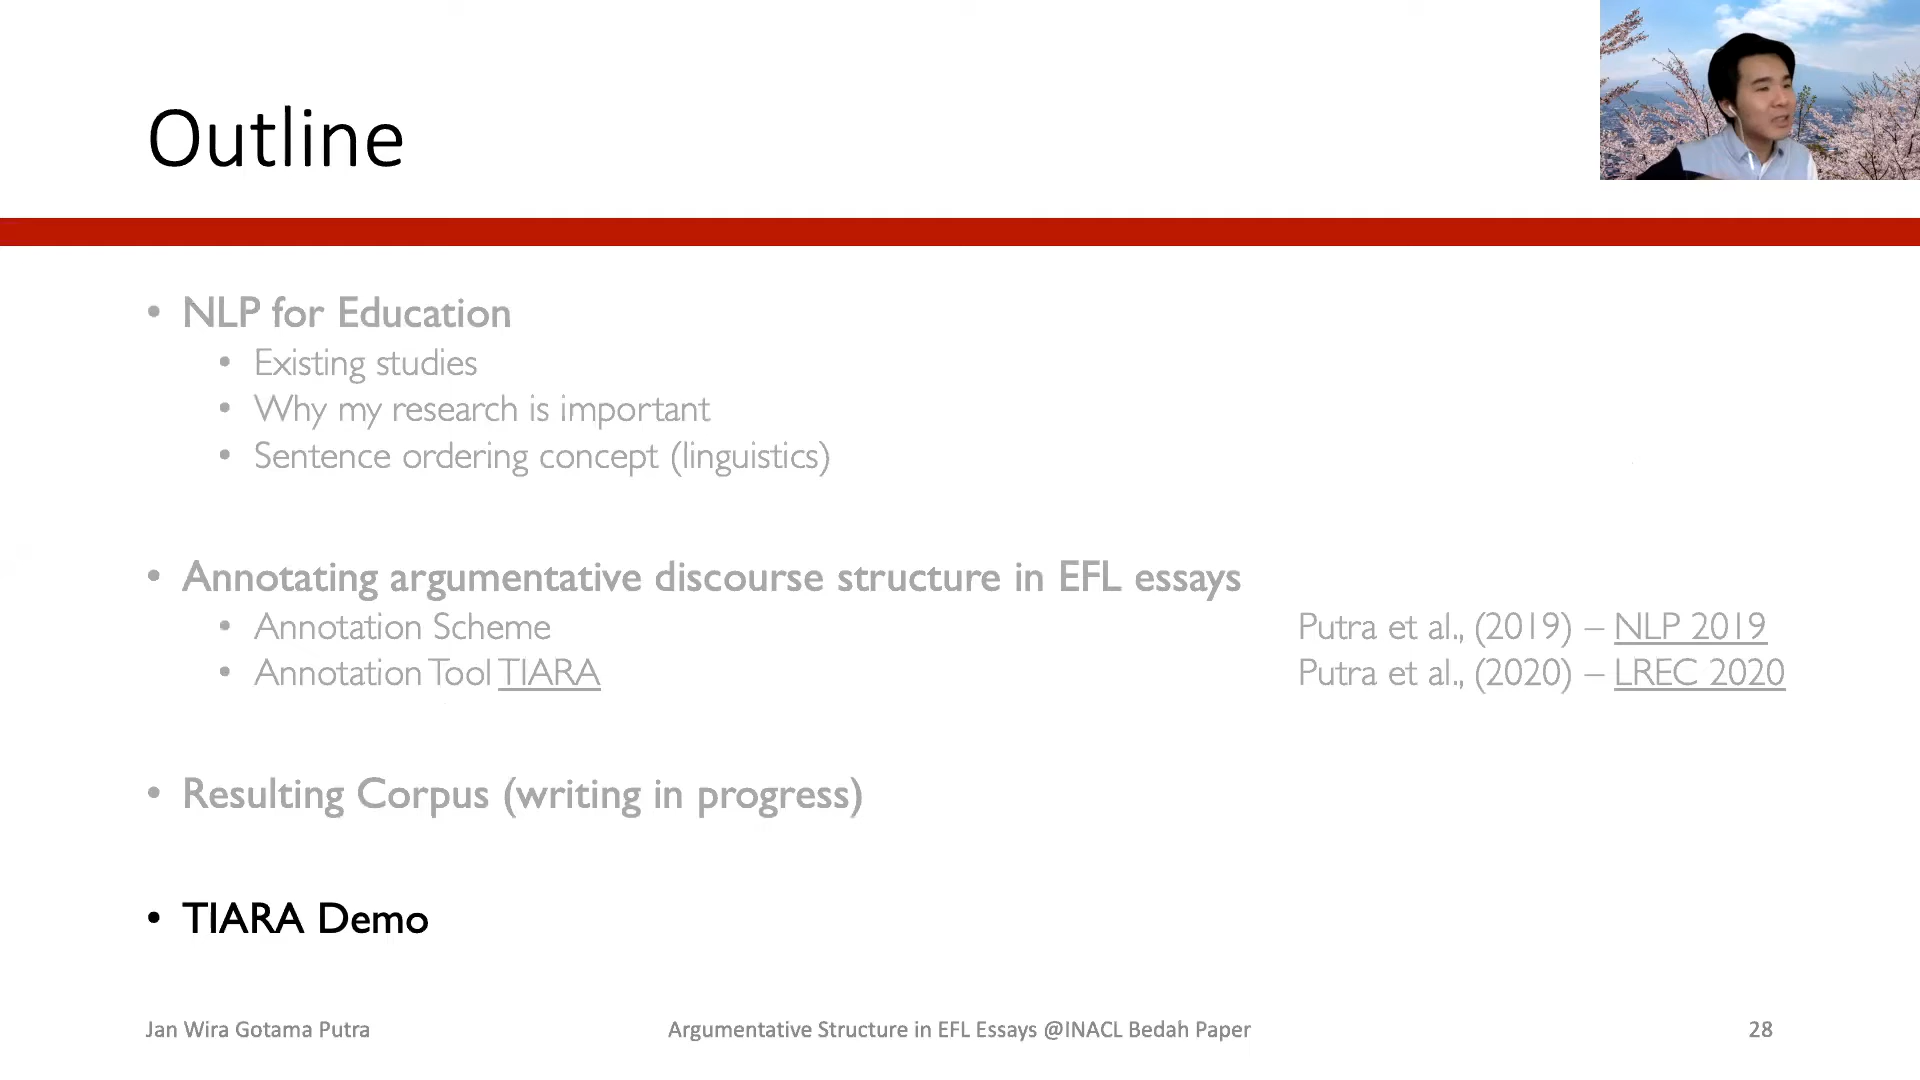 Outline
• NLP for Education
• Existing studies
• Why my research is important
• Sentence ordering concept (linguistics)
• Annotating argumentative discourse structure in EFL essays
• Annotation Scheme Putra et al., (2019) – NLP 2019
• Annotation Tool TIARA Putra et al., (2020) – LREC 2020
• Resulting Corpus (writing in progress)
• TIARA Demo
Jan Wira Gotama Putra Argumentative Structure in EFL Essays @INACL Bedah Paper 28